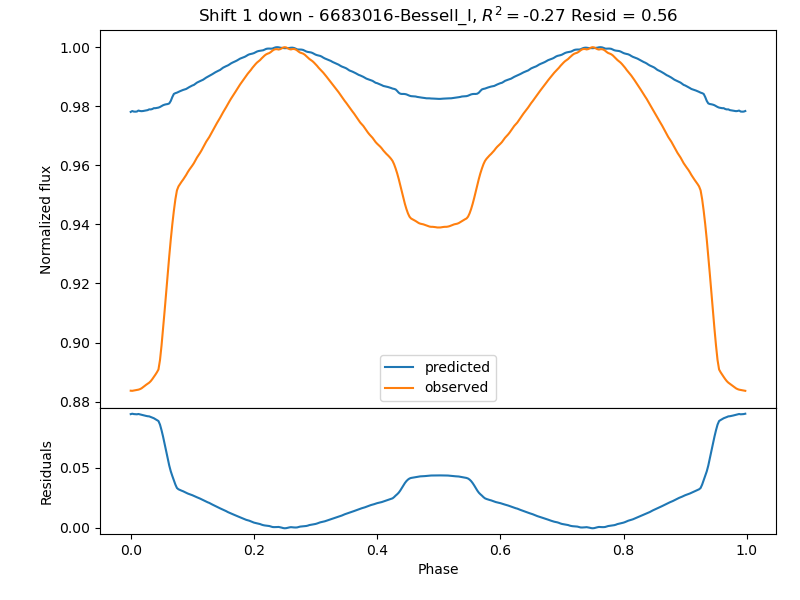 Shift 1 down - 6683016-Bessell_I, R² =-0.27 Resid = 0.56
1.00
0.98
0.96
0.94
0.92
0.90
0.88
Normalized flux
predicted
observed
0.05
0.00
Residuals
0.0 0.2 0.4 0.6 0.8 1.0
Phase